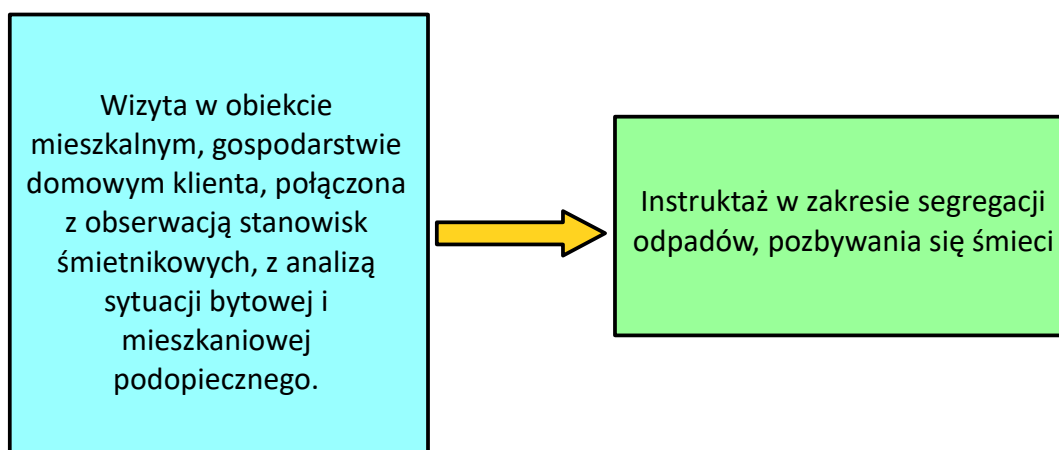 Wizyta w obiekcie
mieszkalnym, gospodarstwie
domowym klienta, połączona
z obserwacją stanowisk
śmietnikowych, z analizą
sytuacji bytowej i
mieszkaniowej
podopiecznego.
Instruktaż w zakresie segregacji
odpadów, pozbywania się śmieci